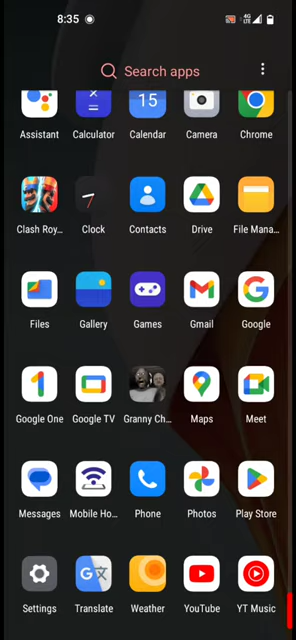 8:35
4G
LTE
Search apps
15
Assistant Calculator Calendar Camera Chrome
Clash Roy... Clock Contacts Drive File Mana...
Files Gallery Games Gmail Google
Google One Google TV Granny Ch... Maps Meet
Messages Mobile Ho... Phone Photos Play Store
Settings Translate Weather YouTube YT Music